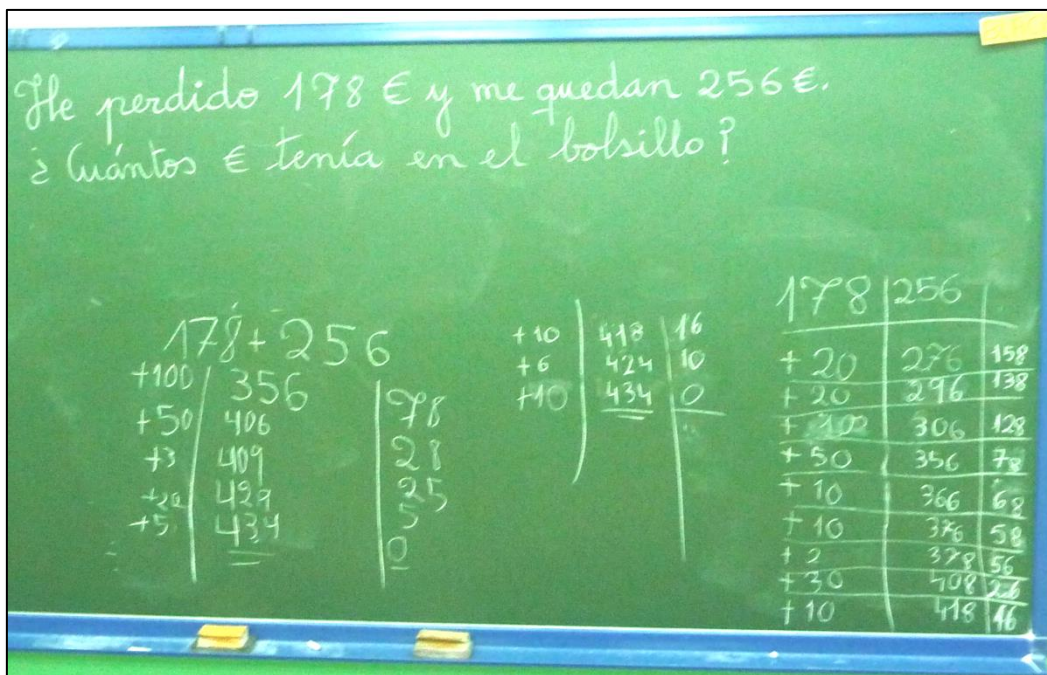 He perdido 178 € y me quedan 256 €.
¿Cuántos € tenía en el bolsillo?
178+256
+100 356 78
+50 406 28
+3 409 25
+20 429 5
+5 434 0
+10 418 16
+6 424 10
+10 434 0
178 256
+20 276 158
+20 296 138
+ 306 128
+50 356 78
+10 366 68
+10 376 58
+2 378 56
+30 408 26
+10 418 16